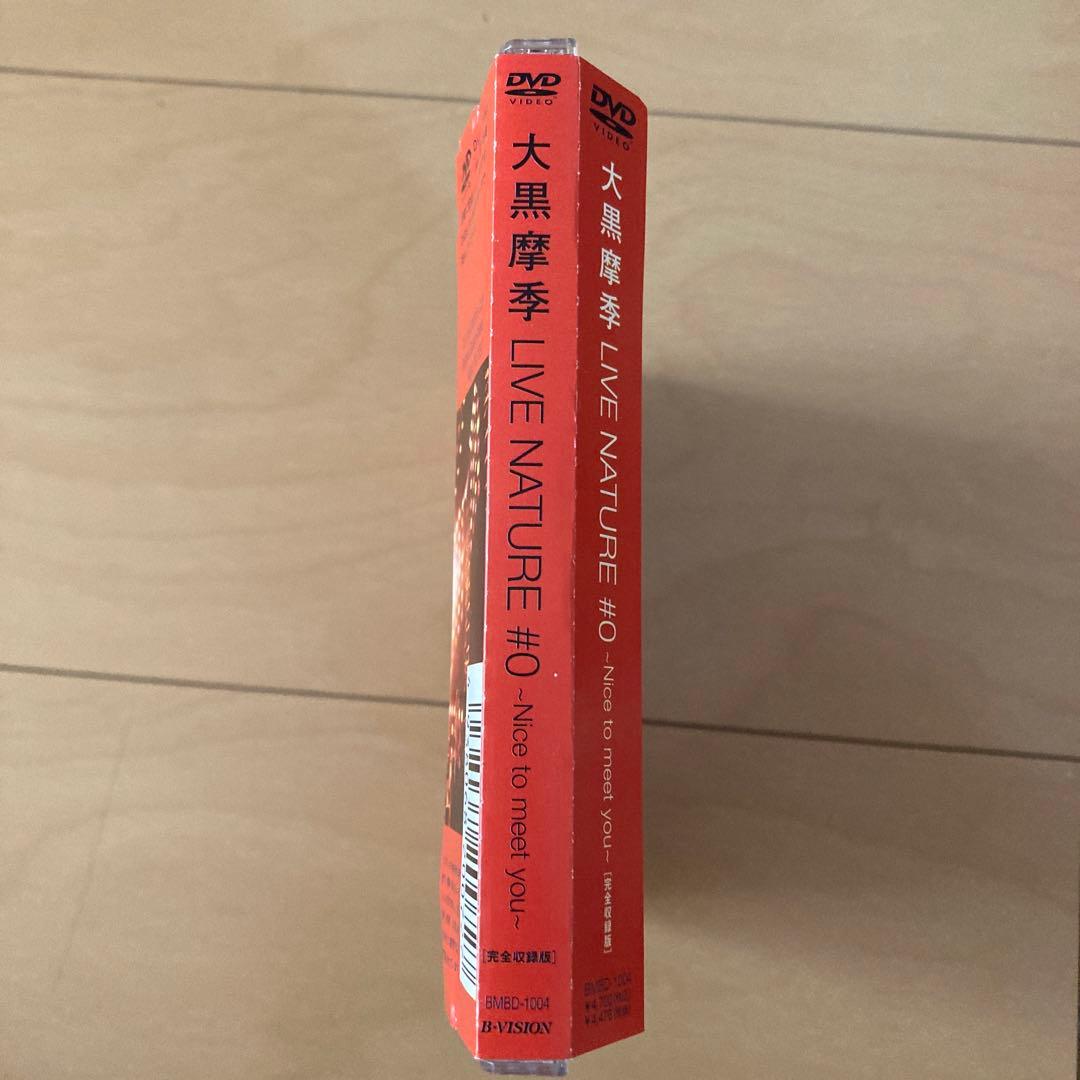 DVD
VIDEO
大黒摩季 LIVE NATURE #0 ~Nice to meet you~
[完全収録版]
BMBD-1004
B-VISION
DVD
VIDEO
大黒摩季 LIVE NATURE #0 ~Nice to meet you~ [完全収録版]
BMBD-1004